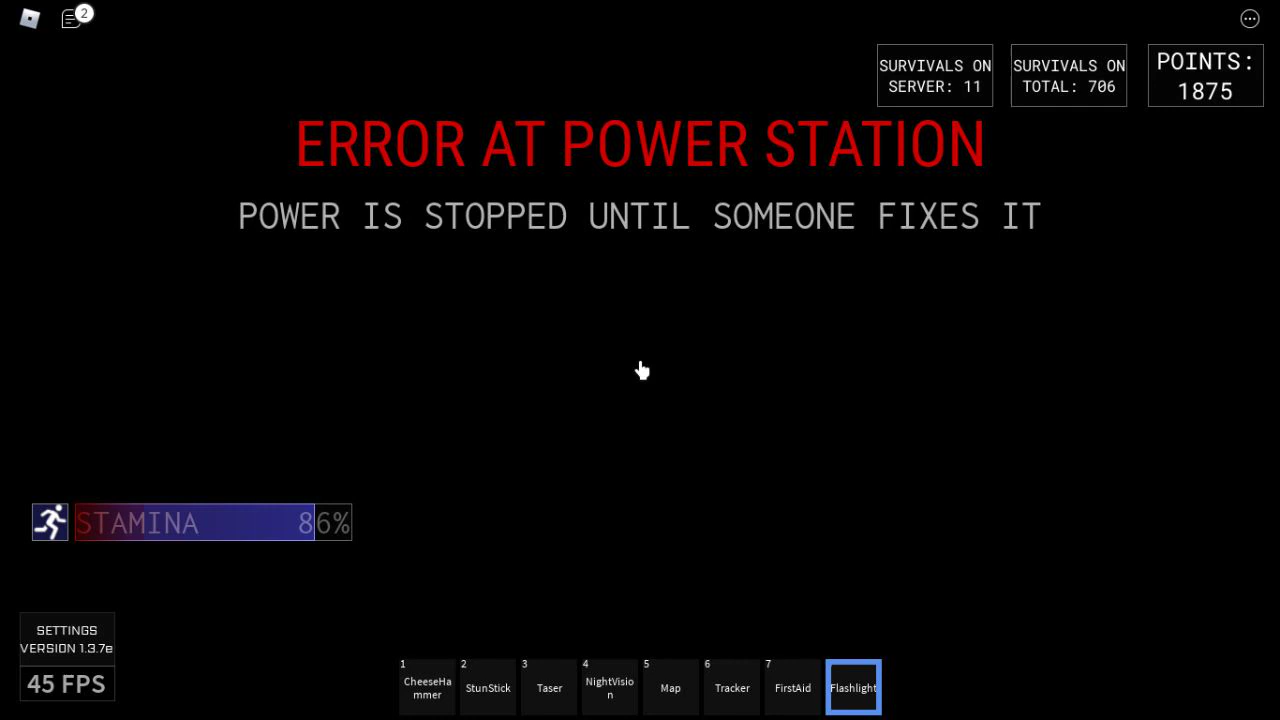 2
SURVIVALS ON
SERVER: 11
SURVIVALS ON
TOTAL: 706
POINTS:
1875
ERROR AT POWER STATION
POWER IS STOPPED UNTIL SOMEONE FIXES IT
STAMINA 86%
SETTINGS
VERSION 1.3.7e
45 FPS
1
CheeseHa
mmer
2
StunStick
3
Taser
4
NightVisio
n
5
Map
6
Tracker
7
FirstAid
Flashlight